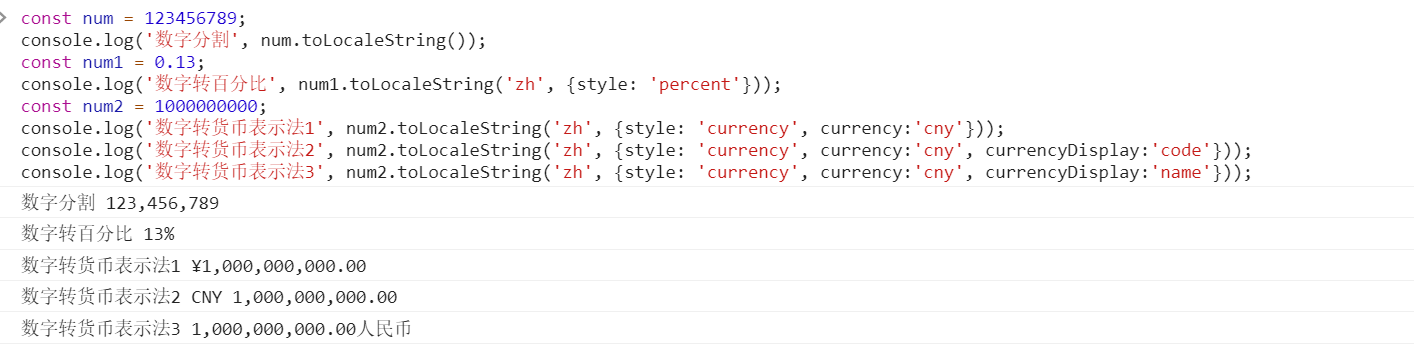 const num = 123456789;
console.log('数字分割', num.toLocaleString());
const num1 = 0.13;
console.log('数字转百分比', num1.toLocaleString('zh', {style: 'percent'}));
const num2 = 1000000000;
console.log('数字转货币表示法1', num2.toLocaleString('zh', {style: 'currency', currency:'cny'}));
console.log('数字转货币表示法2', num2.toLocaleString('zh', {style: 'currency', currency:'cny', currencyDisplay:'code'}));
console.log('数字转货币表示法3', num2.toLocaleString('zh', {style: 'currency', currency:'cny', currencyDisplay:'name'}));
数字分割 123,456,789
数字转百分比 13%
数字转货币表示法1 ¥1,000,000,000.00
数字转货币表示法2 CNY 1,000,000,000.00
数字转货币表示法3 1,000,000,000.00人民币